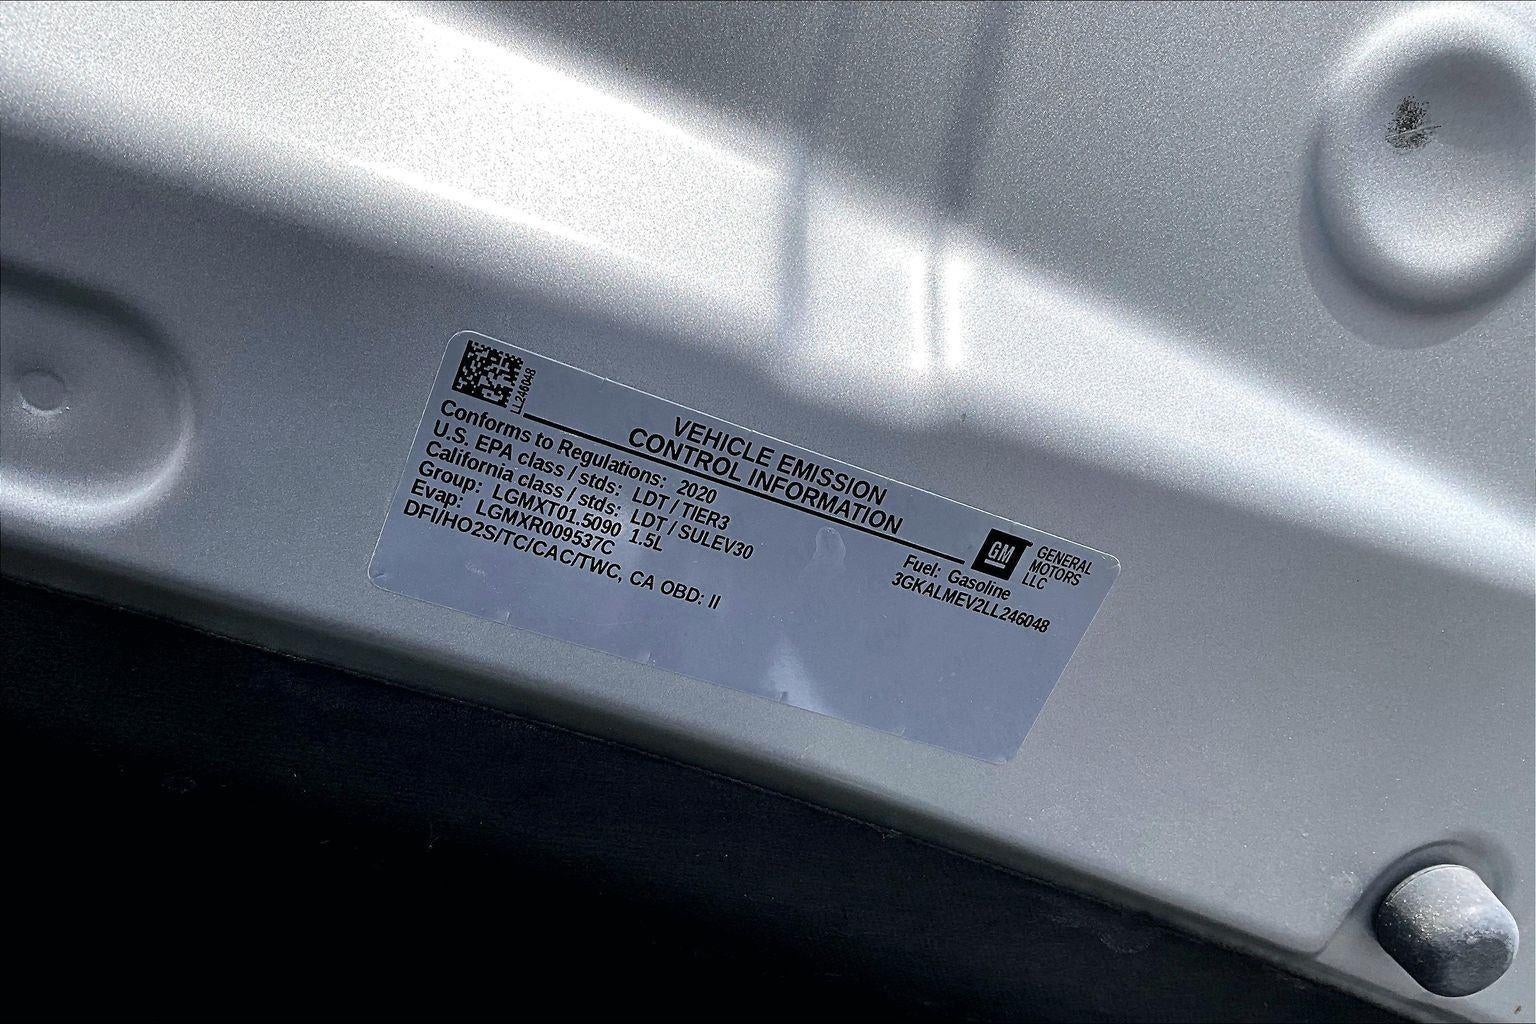 LL246048
VEHICLE EMISSION
CONTROL INFORMATION
Conforms to Regulations: 2020
U.S. EPA class / stds: LDT / TIER3
California class / stds: LDT / SULEV30
Group: LGMXT01.5090 1.5L
Evap: LGMXR009537C
DFI/HO2S/TC/CAC/TWC, CA OBD: II
GM
GENERAL
MOTORS
LLC
Fuel: Gasoline
3GKALMEV2LL246048